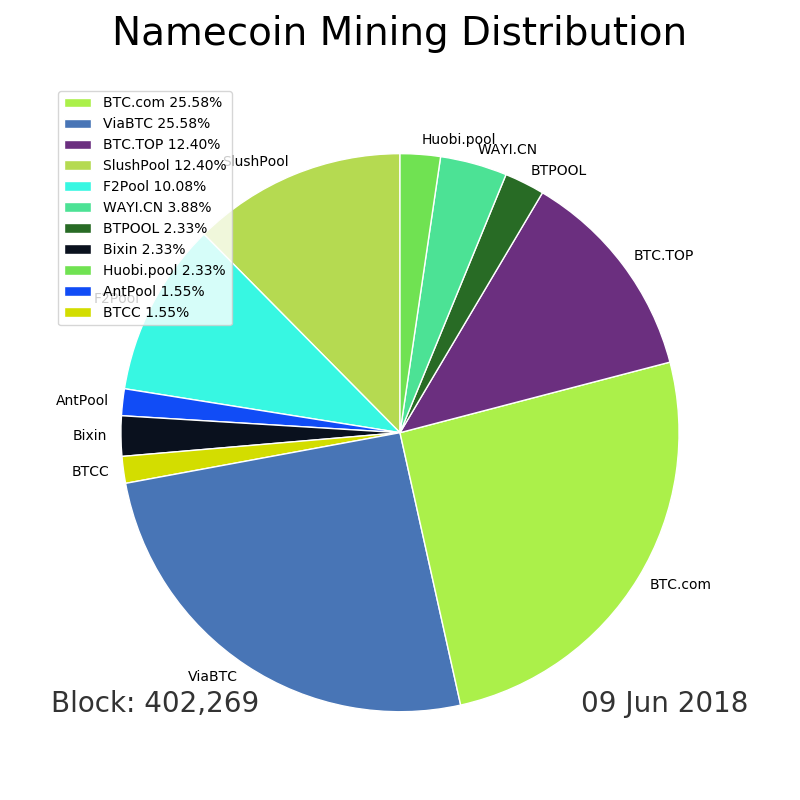 Namecoin Mining Distribution
BTC.com 25.58%
ViaBTC 25.58%
BTC.TOP 12.40%
SlushPool 12.40%
F2Pool 10.08%
WAYI.CN 3.88%
BTPOOL 2.33%
Bixin 2.33%
Huobi.pool 2.33%
AntPool 1.55%
BTCC 1.55%
Huobi.pool
WAYI.CN
BTPOOL
SlushPool
BTC.TOP
F2Pool
AntPool
Bixin
BTCC
BTC.com
ViaBTC
Block: 402,269
09 Jun 2018